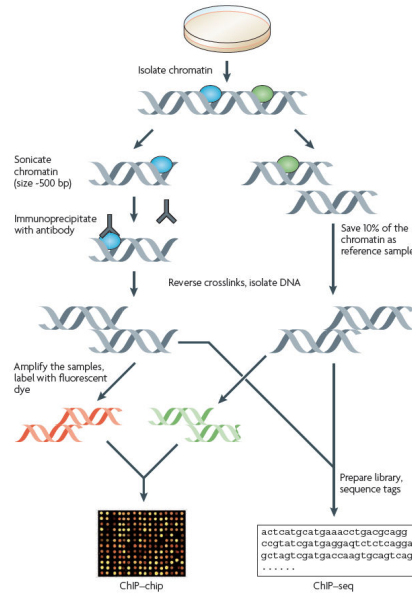 Isolate chromatin
Sonicate
chromatin
(size ~500 bp)
Immunoprecipitate
with antibody
Save 10% of
the chromatin as
reference sample
Reverse crosslinks, isolate DNA
Amplify the samples,
label with fluorescent
dye
Prepare library,
sequence tags
actcatgcatgaaacctgacgcagg
ccgtatcgatgaggaqtctctcagga
gctagtcgatgaccaagtgcagtcag
......
ChIP–chip
ChIP–seq